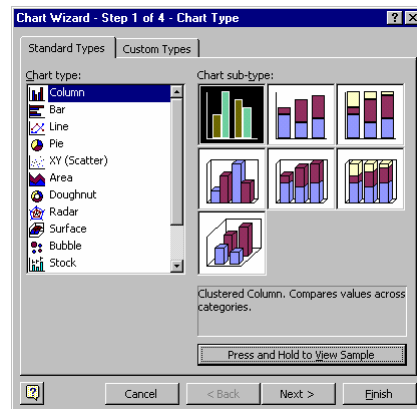 Chart Wizard - Step 1 of 4 - Chart Type
Standard Types
Custom Types
Chart type:
Column
Bar
Line
Pie
XY (Scatter)
Area
Doughnut
Radar
Surface
Bubble
Stock
Chart sub-type:
Clustered Column. Compares values across
categories.
Press and Hold to View Sample
Cancel
< Back
Next >
Finish